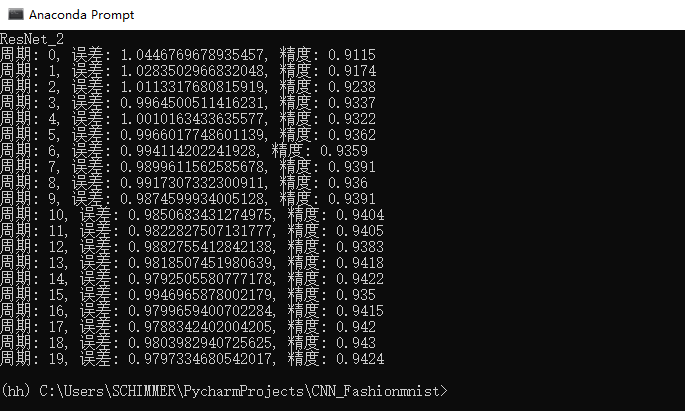 Anaconda Prompt
ResNet_2
周期: 0, 误差: 1.0446769678935457, 精度: 0.9115
周期: 1, 误差: 1.0283502966832048, 精度: 0.9174
周期: 2, 误差: 1.0113317680815919, 精度: 0.9238
周期: 3, 误差: 0.9964500511416231, 精度: 0.9337
周期: 4, 误差: 1.0010163433635577, 精度: 0.9322
周期: 5, 误差: 0.9966017748601139, 精度: 0.9362
周期: 6, 误差: 0.994114202241928, 精度: 0.9359
周期: 7, 误差: 0.9899611562585678, 精度: 0.9391
周期: 8, 误差: 0.9917307332300911, 精度: 0.936
周期: 9, 误差: 0.9874599934005128, 精度: 0.9391
周期: 10, 误差: 0.9850683431274975, 精度: 0.9404
周期: 11, 误差: 0.9822827507131777, 精度: 0.9405
周期: 12, 误差: 0.9882755412842138, 精度: 0.9383
周期: 13, 误差: 0.9818507451980639, 精度: 0.9418
周期: 14, 误差: 0.9792505580777178, 精度: 0.9422
周期: 15, 误差: 0.9946965878002179, 精度: 0.935
周期: 16, 误差: 0.9799659400702284, 精度: 0.9415
周期: 17, 误差: 0.9788342402004205, 精度: 0.942
周期: 18, 误差: 0.9803982940725625, 精度: 0.943
周期: 19, 误差: 0.9797334680542017, 精度: 0.9424
(hh) C:\Users\SCHIMMER\PycharmProjects\CNN_Fashionmnist>